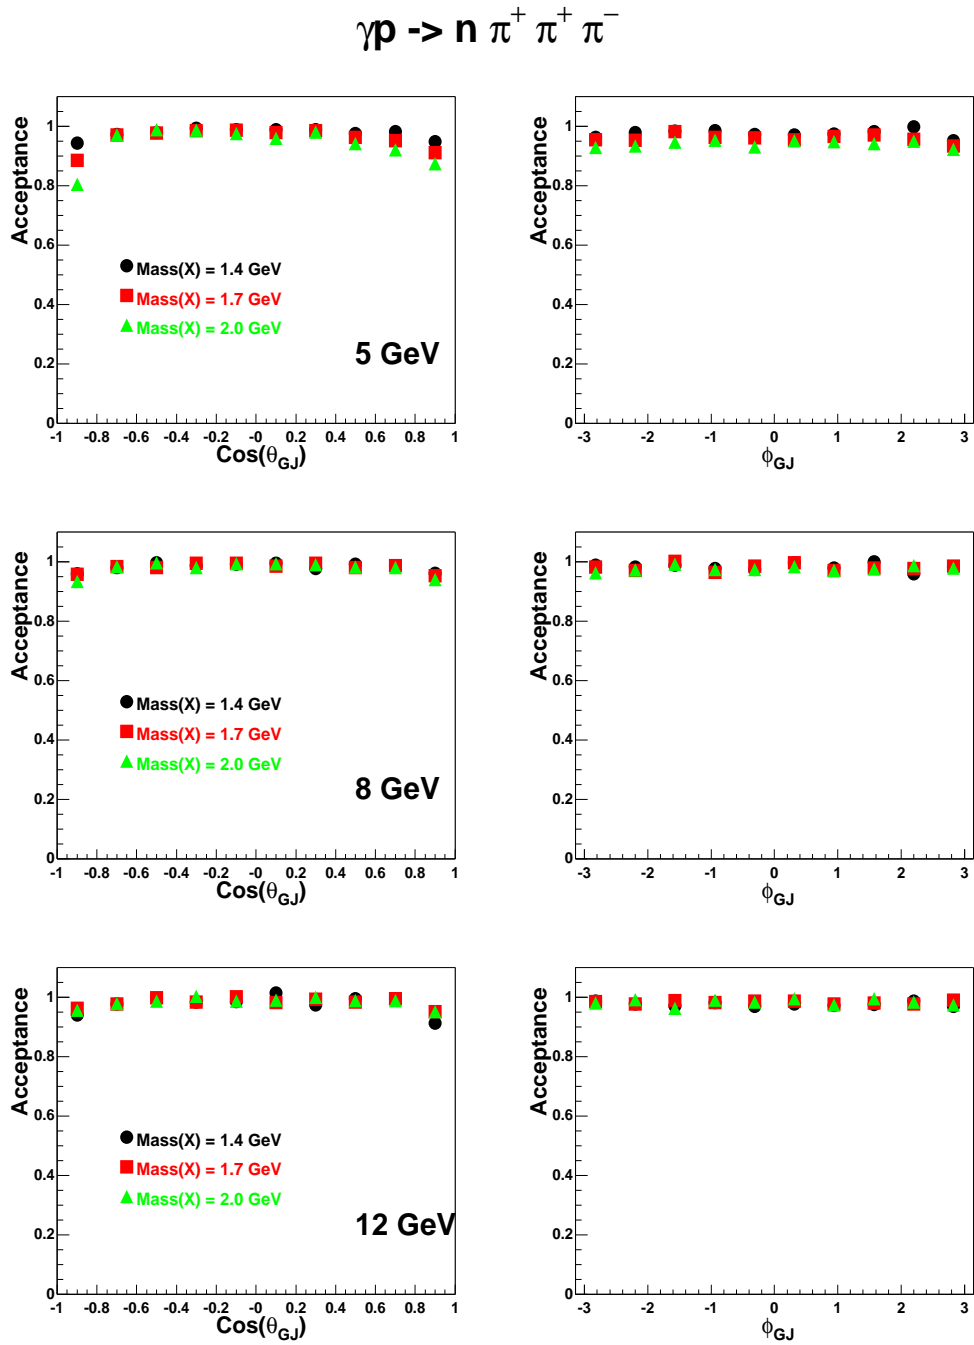 γp -> n π⁺ π⁺ π⁻
Acceptance
1
0.8
0.6
0.4
0.2
0
Mass(X) = 1.4 GeV
Mass(X) = 1.7 GeV
Mass(X) = 2.0 GeV
5 GeV
-1 -0.8 -0.6 -0.4 -0.2 -0 0.2 0.4 0.6 0.8 1
Cos(θGJ)
Acceptance
1
0.8
0.6
0.4
0.2
0
-3 -2 -1 0 1 2 3
ϕGJ
Acceptance
1
0.8
0.6
0.4
0.2
0
Mass(X) = 1.4 GeV
Mass(X) = 1.7 GeV
Mass(X) = 2.0 GeV
8 GeV
-1 -0.8 -0.6 -0.4 -0.2 -0 0.2 0.4 0.6 0.8 1
Cos(θGJ)
Acceptance
1
0.8
0.6
0.4
0.2
0
-3 -2 -1 0 1 2 3
ϕGJ
Acceptance
1
0.8
0.6
0.4
0.2
0
Mass(X) = 1.4 GeV
Mass(X) = 1.7 GeV
Mass(X) = 2.0 GeV
12 GeV
-1 -0.8 -0.6 -0.4 -0.2 -0 0.2 0.4 0.6 0.8 1
Cos(θGJ)
Acceptance
1
0.8
0.6
0.4
0.2
0
-3 -2 -1 0 1 2 3
ϕGJ